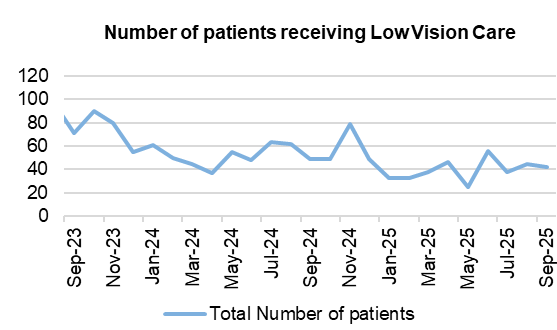 Number of patients receiving Low Vision Care
120
100
80
60
40
20
0
Sep-23
Nov-23
Jan-24
Mar-24
May-24
Jul-24
Sep-24
Nov-24
Jan-25
Mar-25
May-25
Jul-25
Sep-25
Total Number of patients